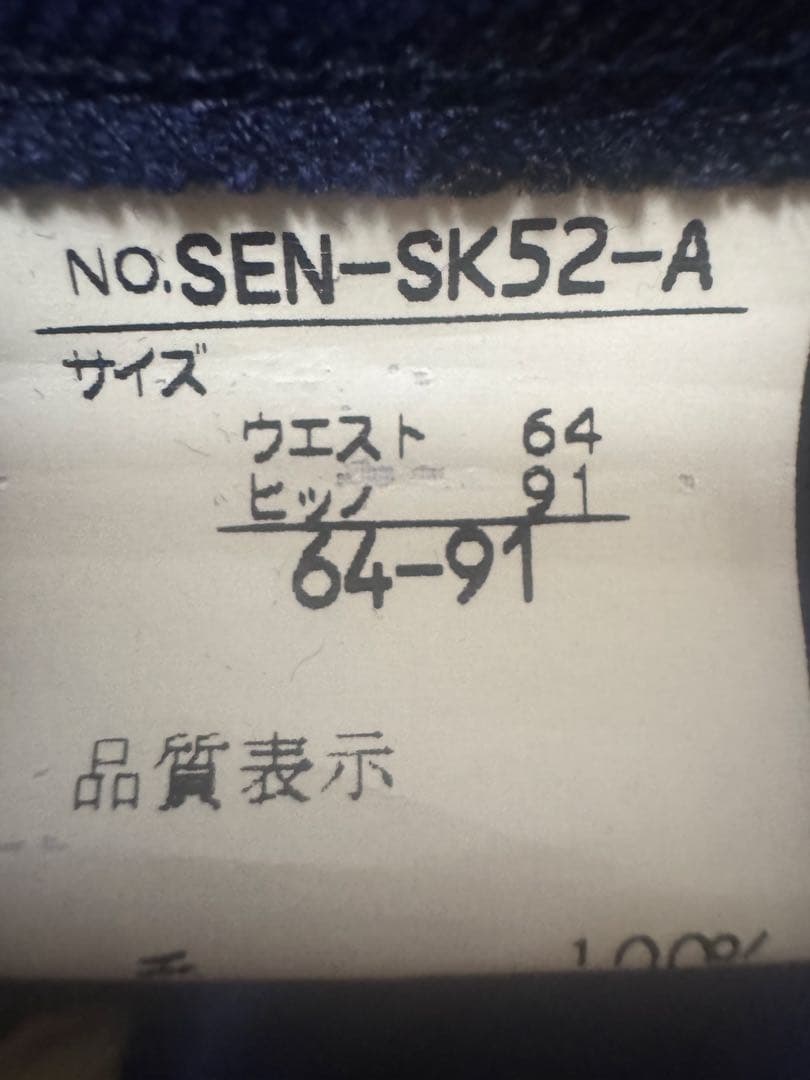 NO.SEN-SK52-A
サイズ
ウエスト 64
ヒップ 91
64-91
品質表示
100%